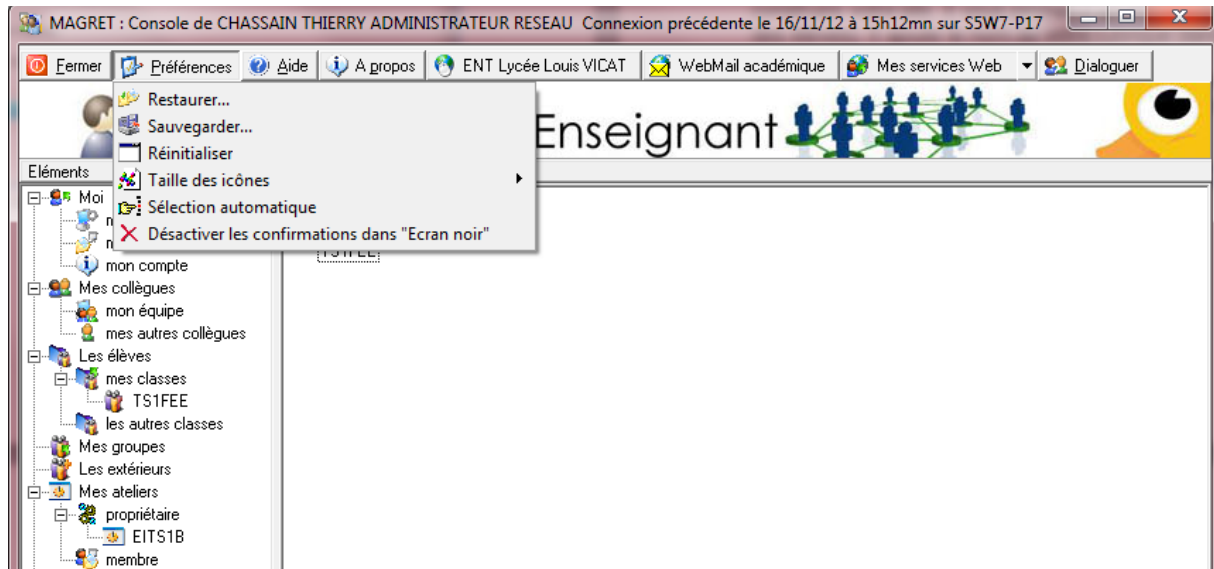 MAGRET : Console de CHASSAIN THIERRY ADMINISTRATEUR RESEAU Connexion précédente le 16/11/12 à 15h12mn sur S5W7-P17
Fermer Préférences Aide A propos ENT Lycée Louis VICAT WebMail académique Mes services Web Dialoguer
Restaurer...
Sauvegarder...
Réinitialiser
Taille des icônes
Sélection automatique
Désactiver les confirmations dans "Ecran noir"
Enseignant
Eléments
Moi
mon compte
Mes collègues
mon équipe
mes autres collègues
Les élèves
mes classes
TS1FEE
les autres classes
Mes groupes
Les extérieurs
Mes ateliers
propriétaire
EITS1B
membre